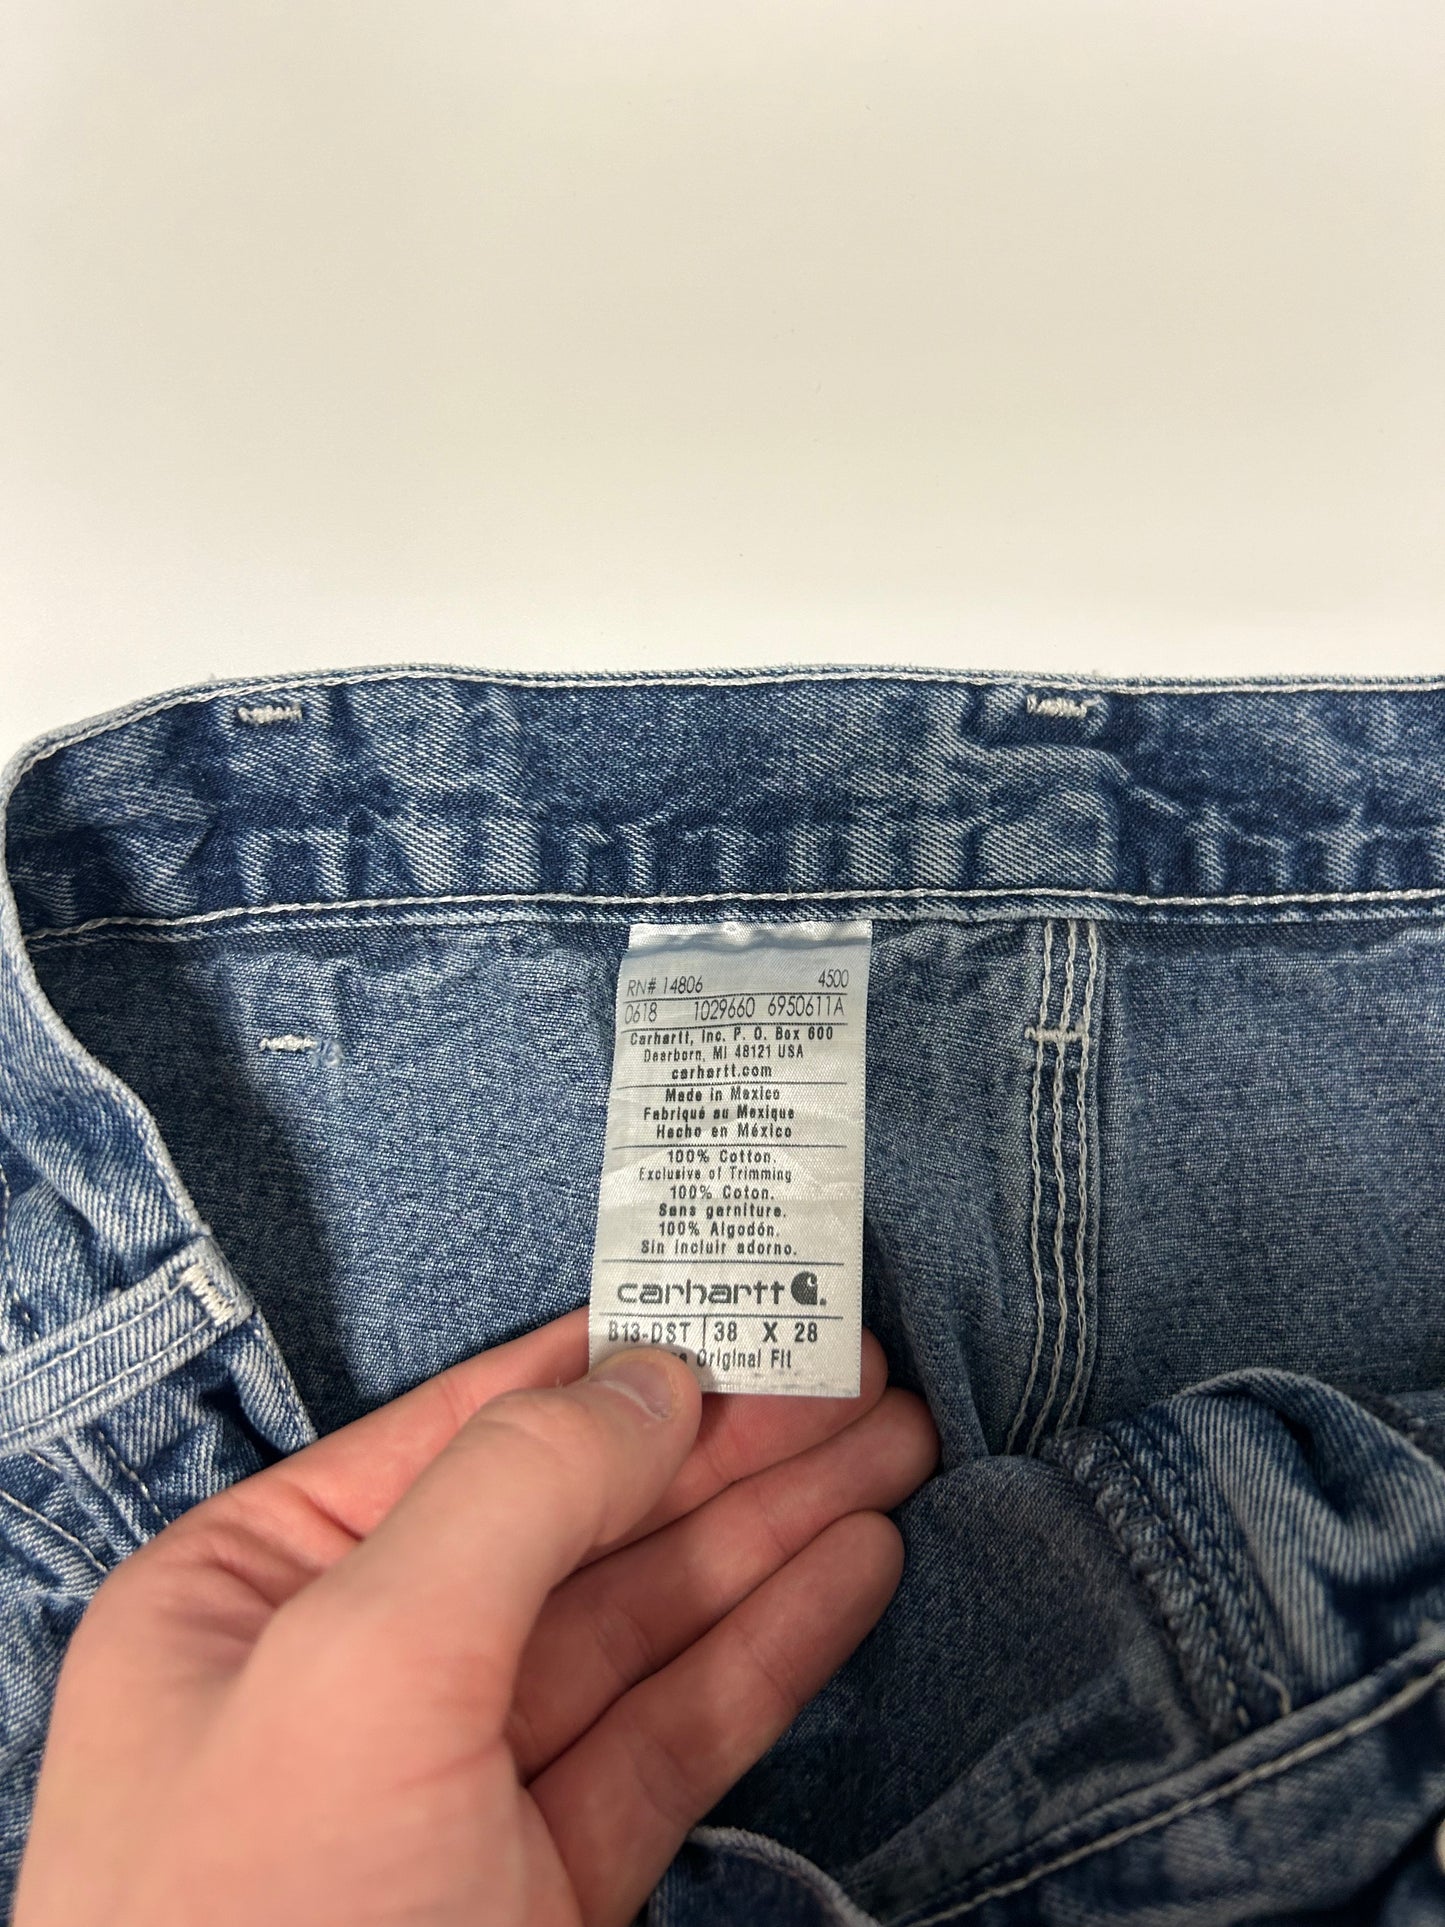 RN# 14806 4500
0618 1029660 6950611A
Carhartt, Inc. P. O. Box 600
Dearborn, MI 48121 USA
carhartt.com
Made in Mexico
Fabriqué au Mexique
Hecho en México
100% Cotton.
Exclusive of Trimming
100% Coton.
Sans garniture.
100% Algodón.
Sin incluir adorno.
carhartt
B13-DST 38 X 28
Original Fit